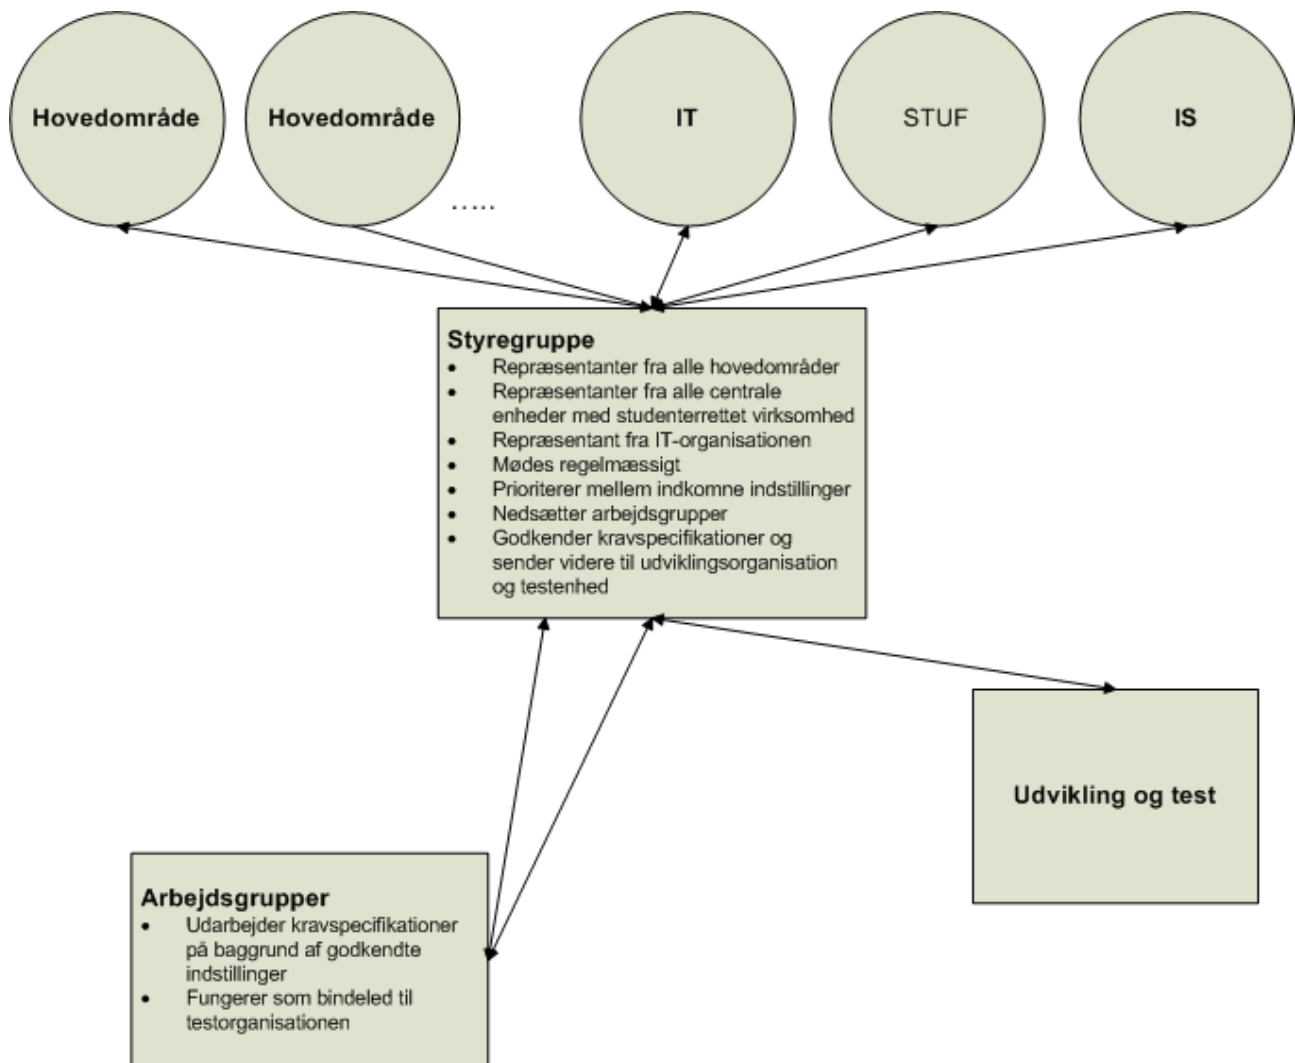 Hovedområde
Hovedområde
.....
IT
STUF
IS
Styregruppe
• Repræsentanter fra alle hovedområder
• Repræsentanter fra alle centrale
enheder med studenterrettet virksomhed
• Repræsentant fra IT-organisationen
• Mødes regelmæssigt
• Prioriterer mellem indkomne indstillinger
• Nedsætter arbejdsgrupper
• Godkender kravspecifikationer og
sender videre til udviklingsorganisation
og testenhed
Udvikling og test
Arbejdsgrupper
• Udarbejder kravspecifikationer
på baggrund af godkendte
indstillinger
• Fungerer som bindeled til
testorganisationen